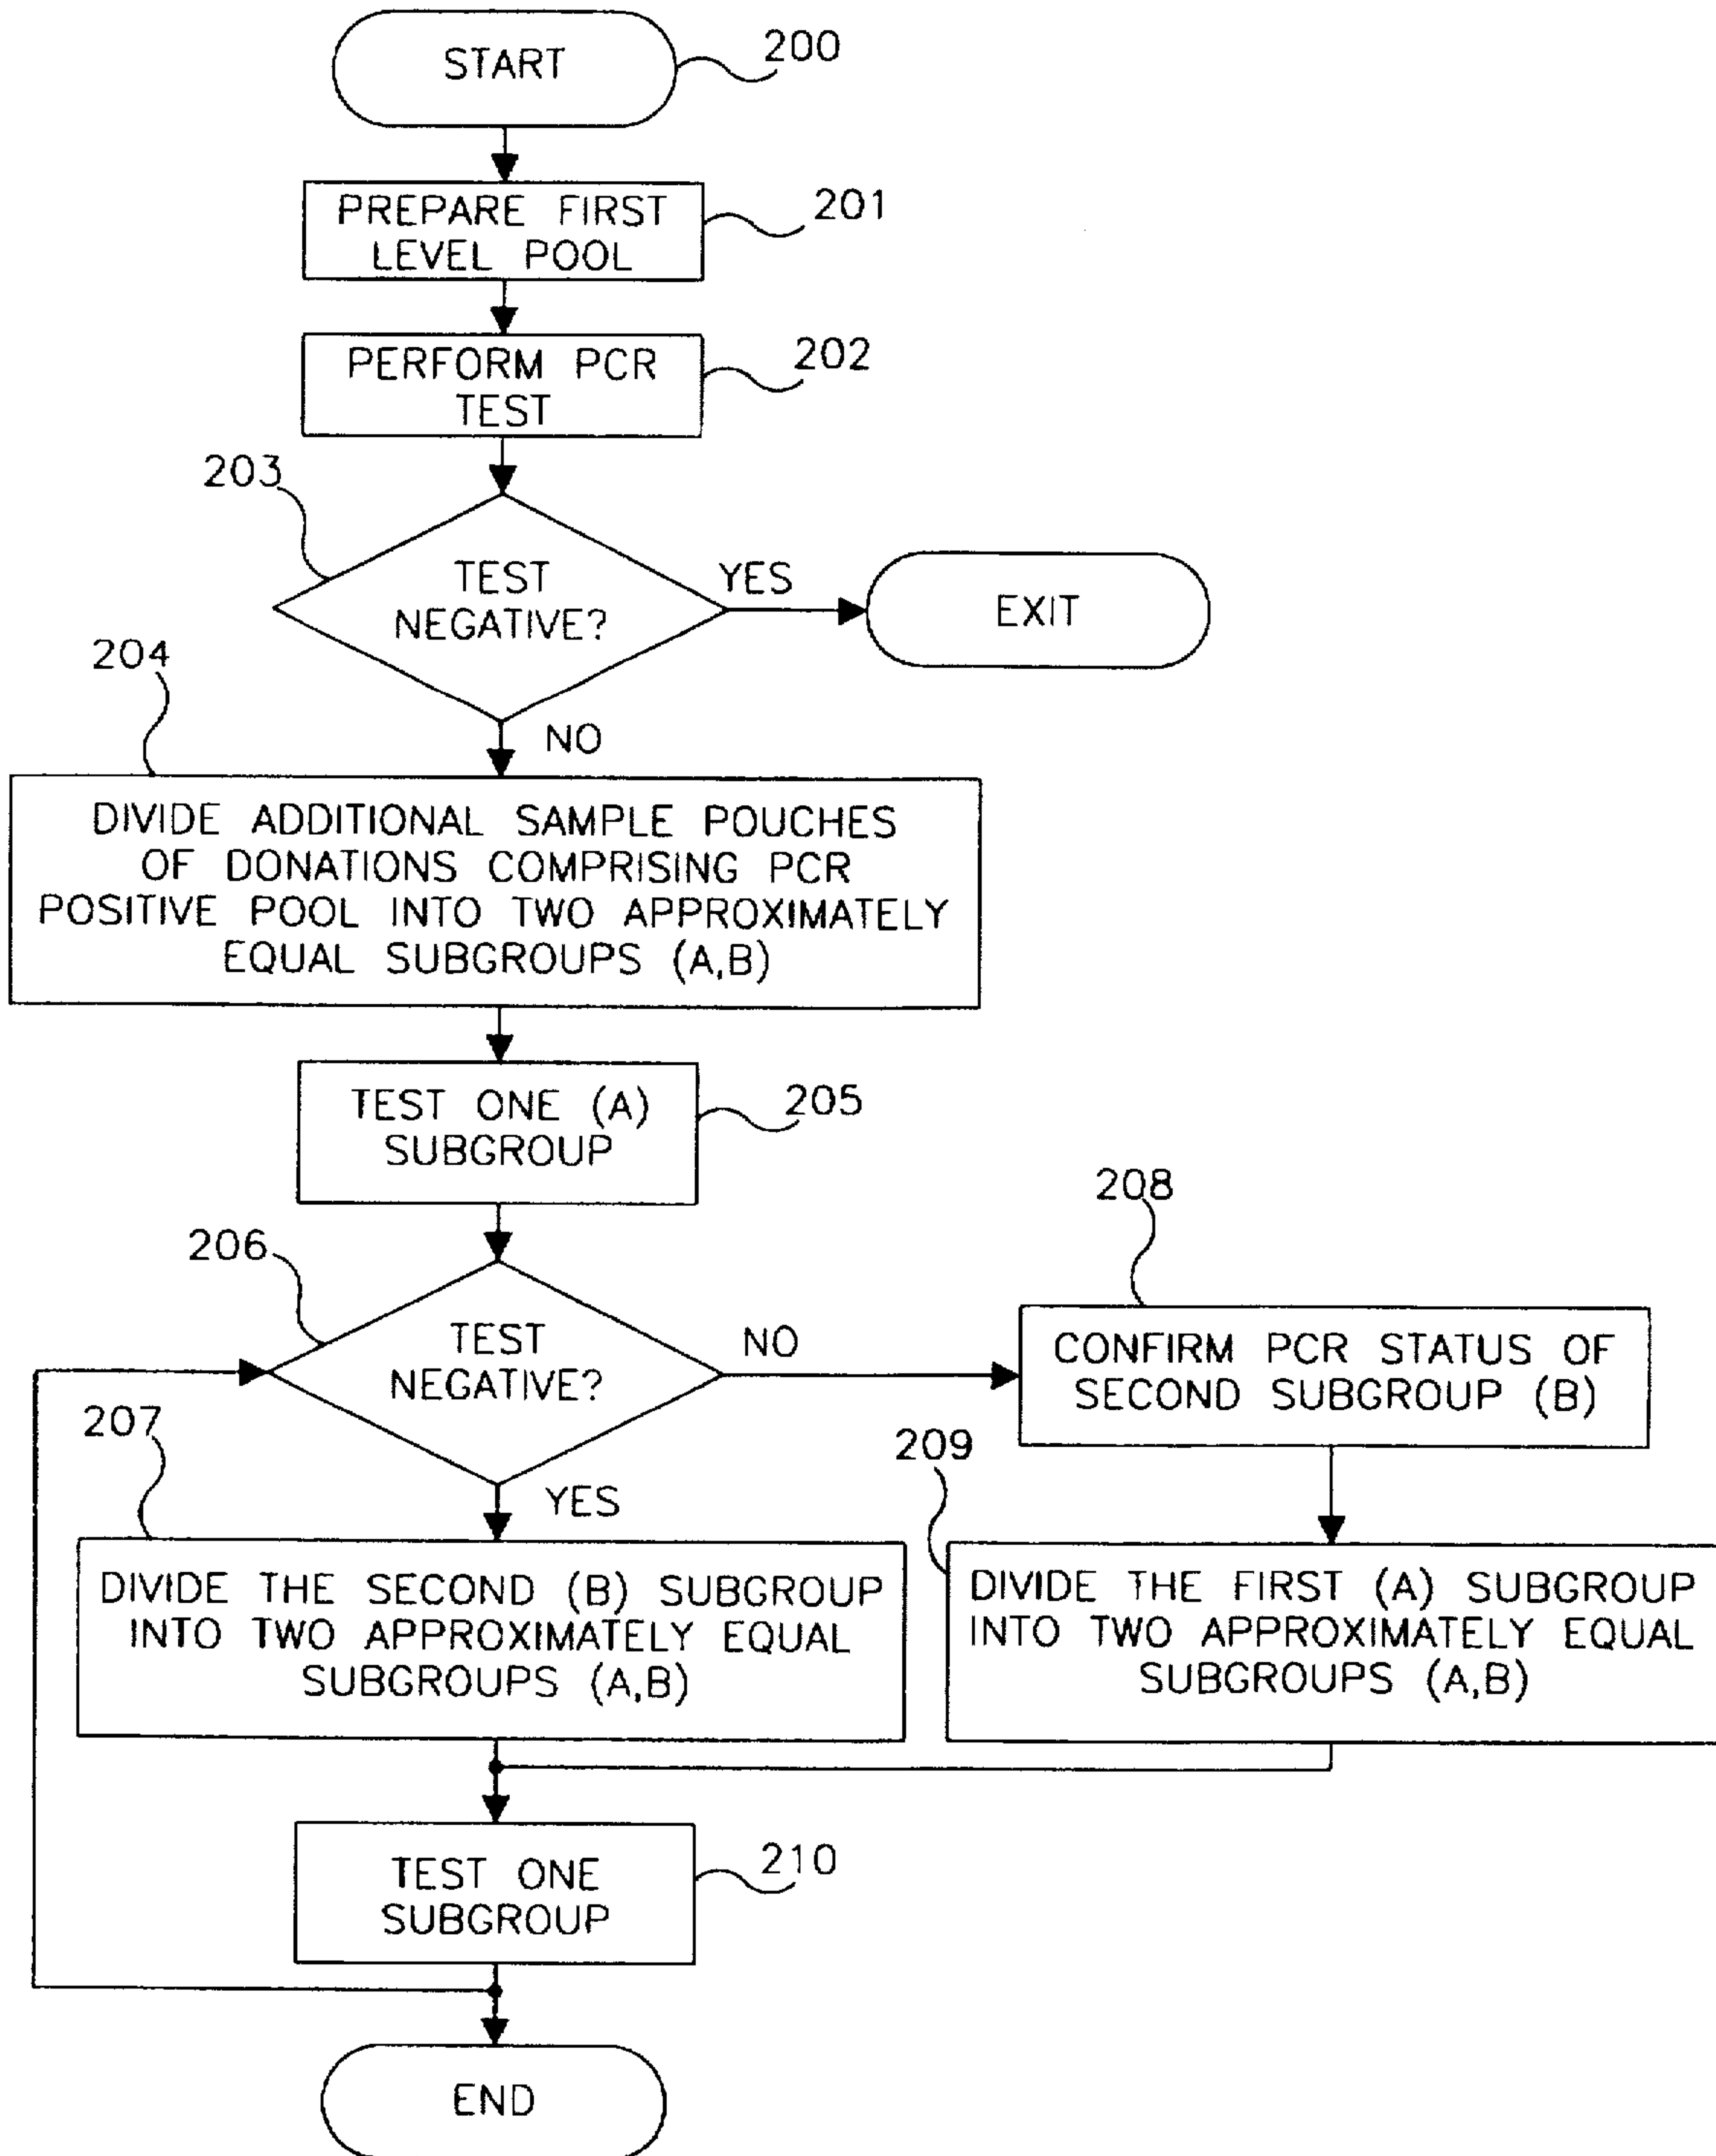 START
200
PREPARE FIRST
LEVEL POOL
201
PERFORM PCR
TEST
202
203
TEST
NEGATIVE?
YES
EXIT
NO
204
DIVIDE ADDITIONAL SAMPLE POUCHES
OF DONATIONS COMPRISING PCR
POSITIVE POOL INTO TWO APPROXIMATELY
EQUAL SUBGROUPS (A,B)
TEST ONE (A)
SUBGROUP
205
206
TEST
NEGATIVE?
NO
208
CONFIRM PCR STATUS OF
SECOND SUBGROUP (B)
YES
207
DIVIDE THE SECOND (B) SUBGROUP
INTO TWO APPROXIMATELY EQUAL
SUBGROUPS (A,B)
209
DIVIDE THE FIRST (A) SUBGROUP
INTO TWO APPROXIMATELY EQUAL
SUBGROUPS (A,B)
TEST ONE
SUBGROUP
210
END